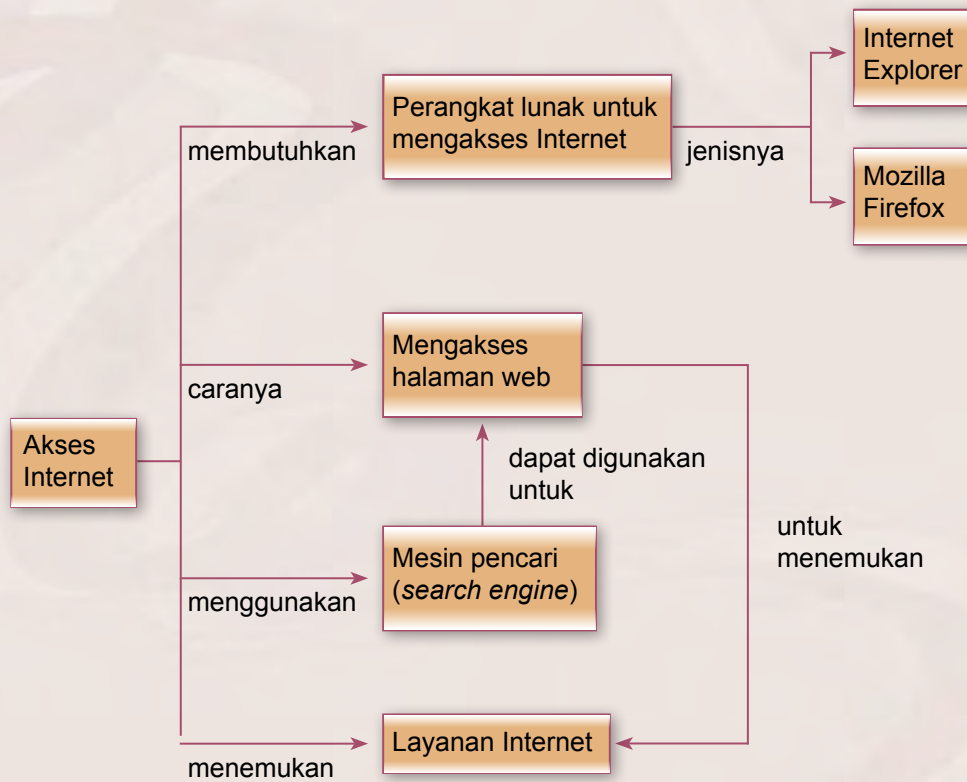 Internet
Explorer
Perangkat lunak untuk
mengakses Internet
membutuhkan
jenisnya
Mozilla
Firefox
Mengakses
halaman web
caranya
Akses
Internet
dapat digunakan
untuk
untuk
menemukan
Mesin pencari
(search engine)
menggunakan
Layanan Internet
menemukan